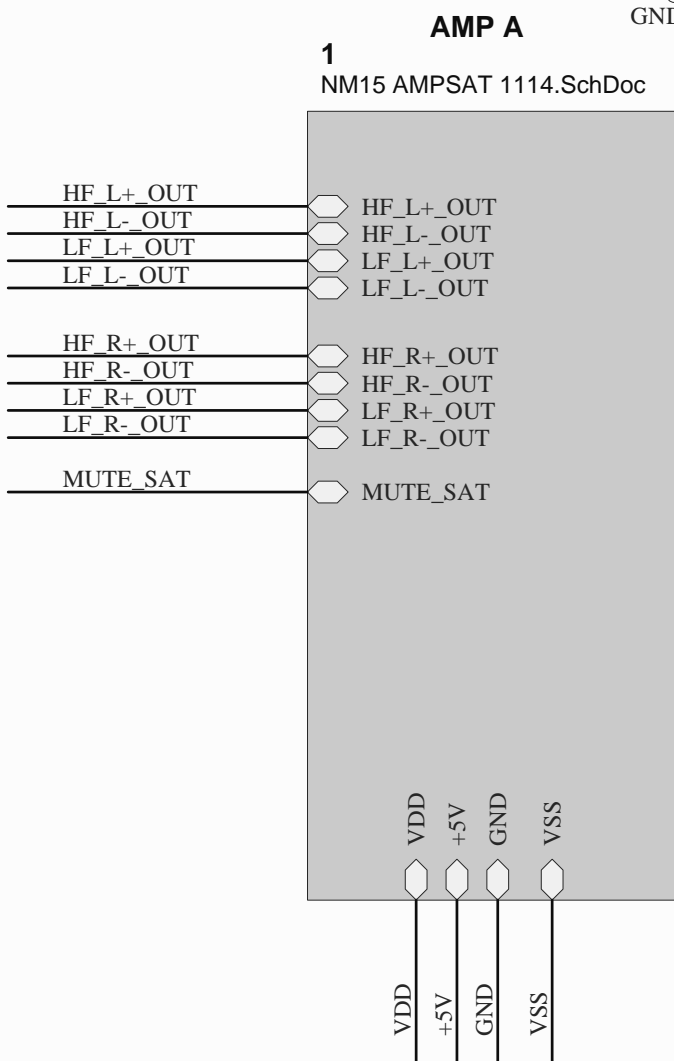 GND
AMP A
1
NM15 AMPSAT 1114.SchDoc
HF_L+_OUT
HF_L+_OUT
HF_L-_OUT
HF_L-_OUT
LF_L+_OUT
LF_L+_OUT
LF_L-_OUT
LF_L-_OUT
HF_R+_OUT
HF_R+_OUT
HF_R-_OUT
HF_R-_OUT
LF_R+_OUT
LF_R+_OUT
LF_R-_OUT
LF_R-_OUT
MUTE_SAT
MUTE_SAT
VDD
+5V
GND
VSS
VDD
+5V
GND
VSS